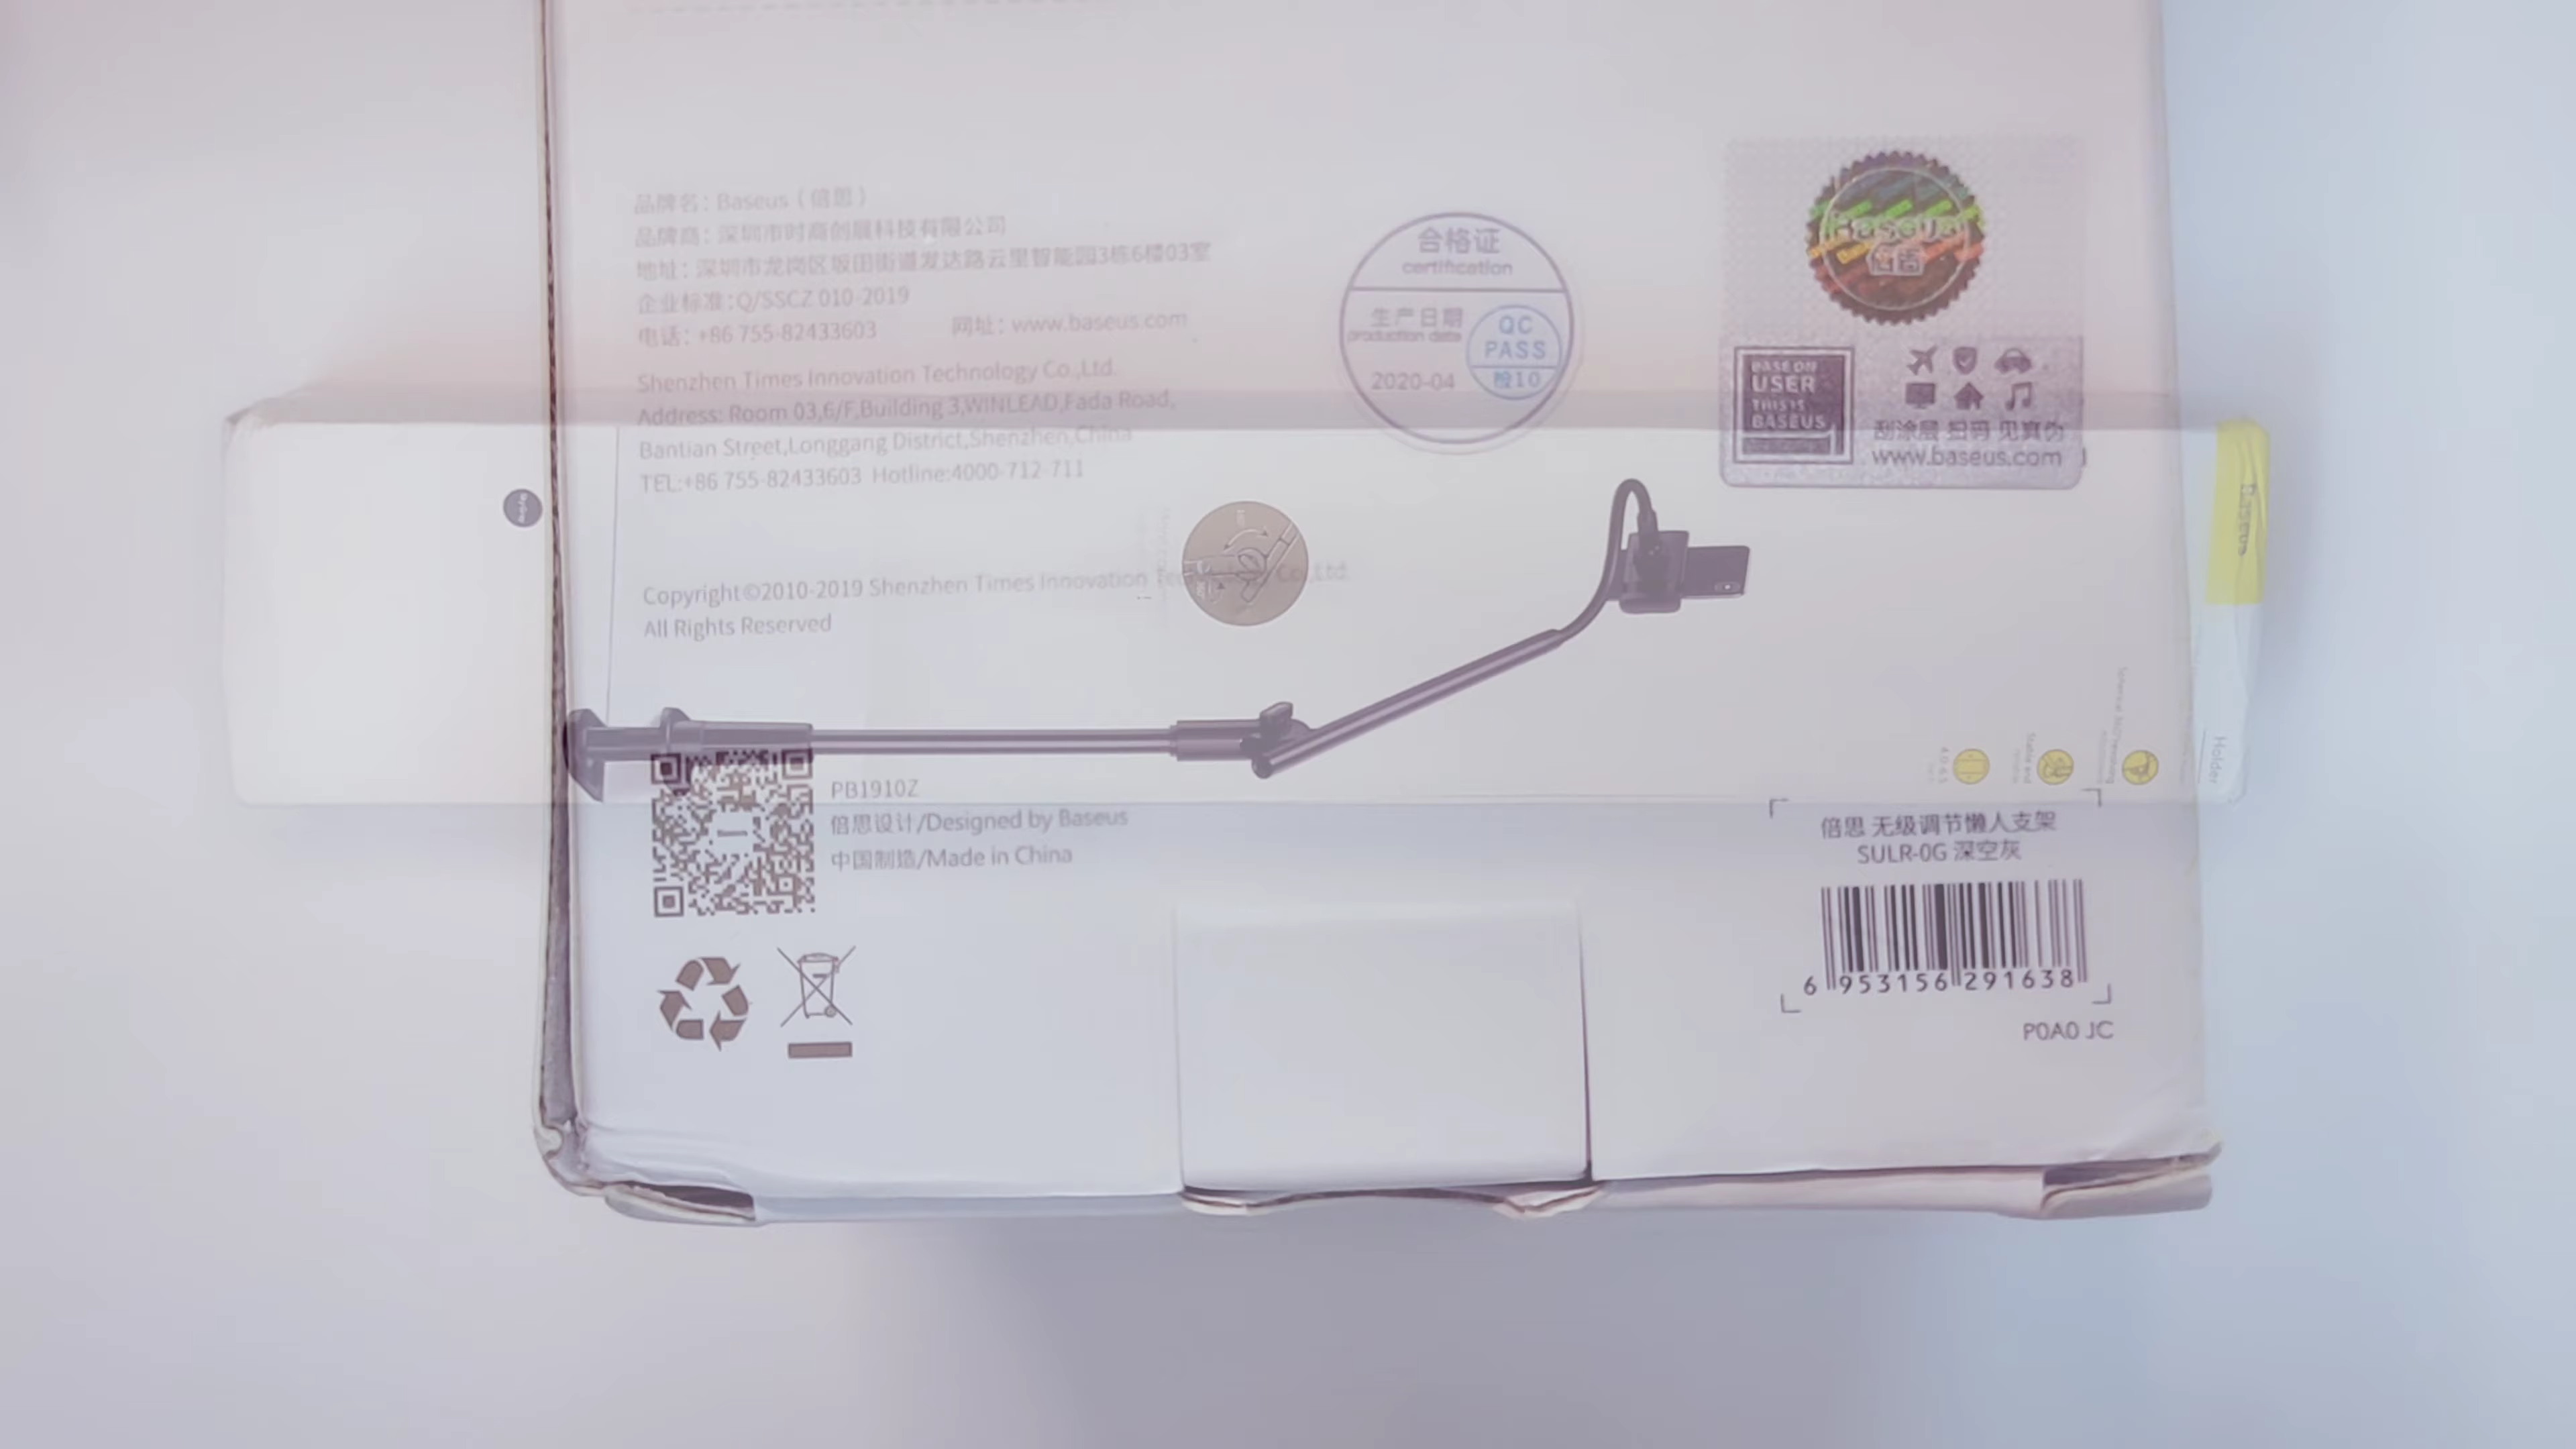 品牌名：Baseus（倍思）
品牌商：深圳市时商创展科技有限公司
地址：深圳市龙岗区坂田街道发达路云里智能园3栋6楼03室
企业标准:Q/SSCZ 010-2019
电话：+86 755-82433603 网址：www.baseus.com
Shenzhen Times Innovation Technology Co.,Ltd.
Address: Room 03,6/F,Building 3,WINLEAD,Fada Road,
Bantian Street,Longgang District,Shenzhen,China
TEL:+86 755-82433603 Hotline:4000-712-711
Copyright©2010-2019 Shenzhen Times Innovation Technology Co.,Ltd.
All Rights Reserved
合格证
certification
生产日期
production date
2020-04
QC
PASS
检10
Baseus
倍思
BASE ON
USER
THIS IS
BASEUS
刮涂层 扫码 见真伪
www.baseus.com
Baseus
Holder
PB1910Z
倍思设计/Designed by Baseus
中国制造/Made in China
倍思 无级调节懒人支架
SULR-0G 深空灰
6 953156 291638
P0A0 JC